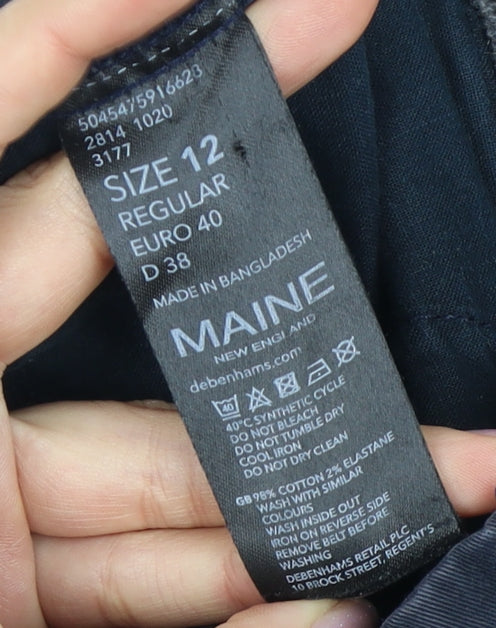 5045475916623
2814 1020
3177
SIZE 12
REGULAR
EURO 40
D 38
MADE IN BANGLADESH
MAINE
NEW ENGLAND
debenhams.com
40
40°C SYNTHETIC CYCLE
DO NOT BLEACH
DO NOT TUMBLE DRY
COOL IRON
DO NOT DRY CLEAN
GB 98% COTTON 2% ELASTANE
WASH WITH SIMILAR
COLOURS
WASH INSIDE OUT
IRON ON REVERSE SIDE
REMOVE BELT BEFORE
WASHING
DEBENHAMS RETAIL PLC
10 BROCK STREET, REGENT'S